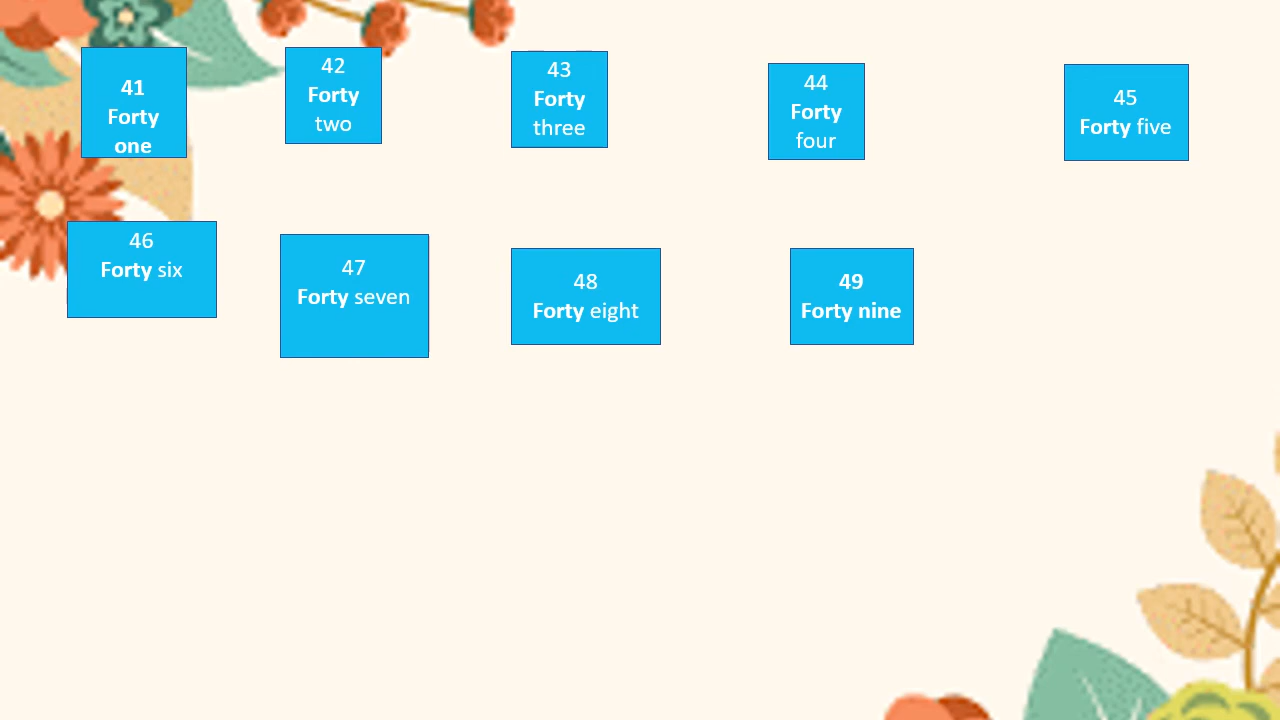 41
Forty
one
42
Forty
two
43
Forty
three
44
Forty
four
45
Forty five
46
Forty six
47
Forty seven
48
Forty eight
49
Forty nine